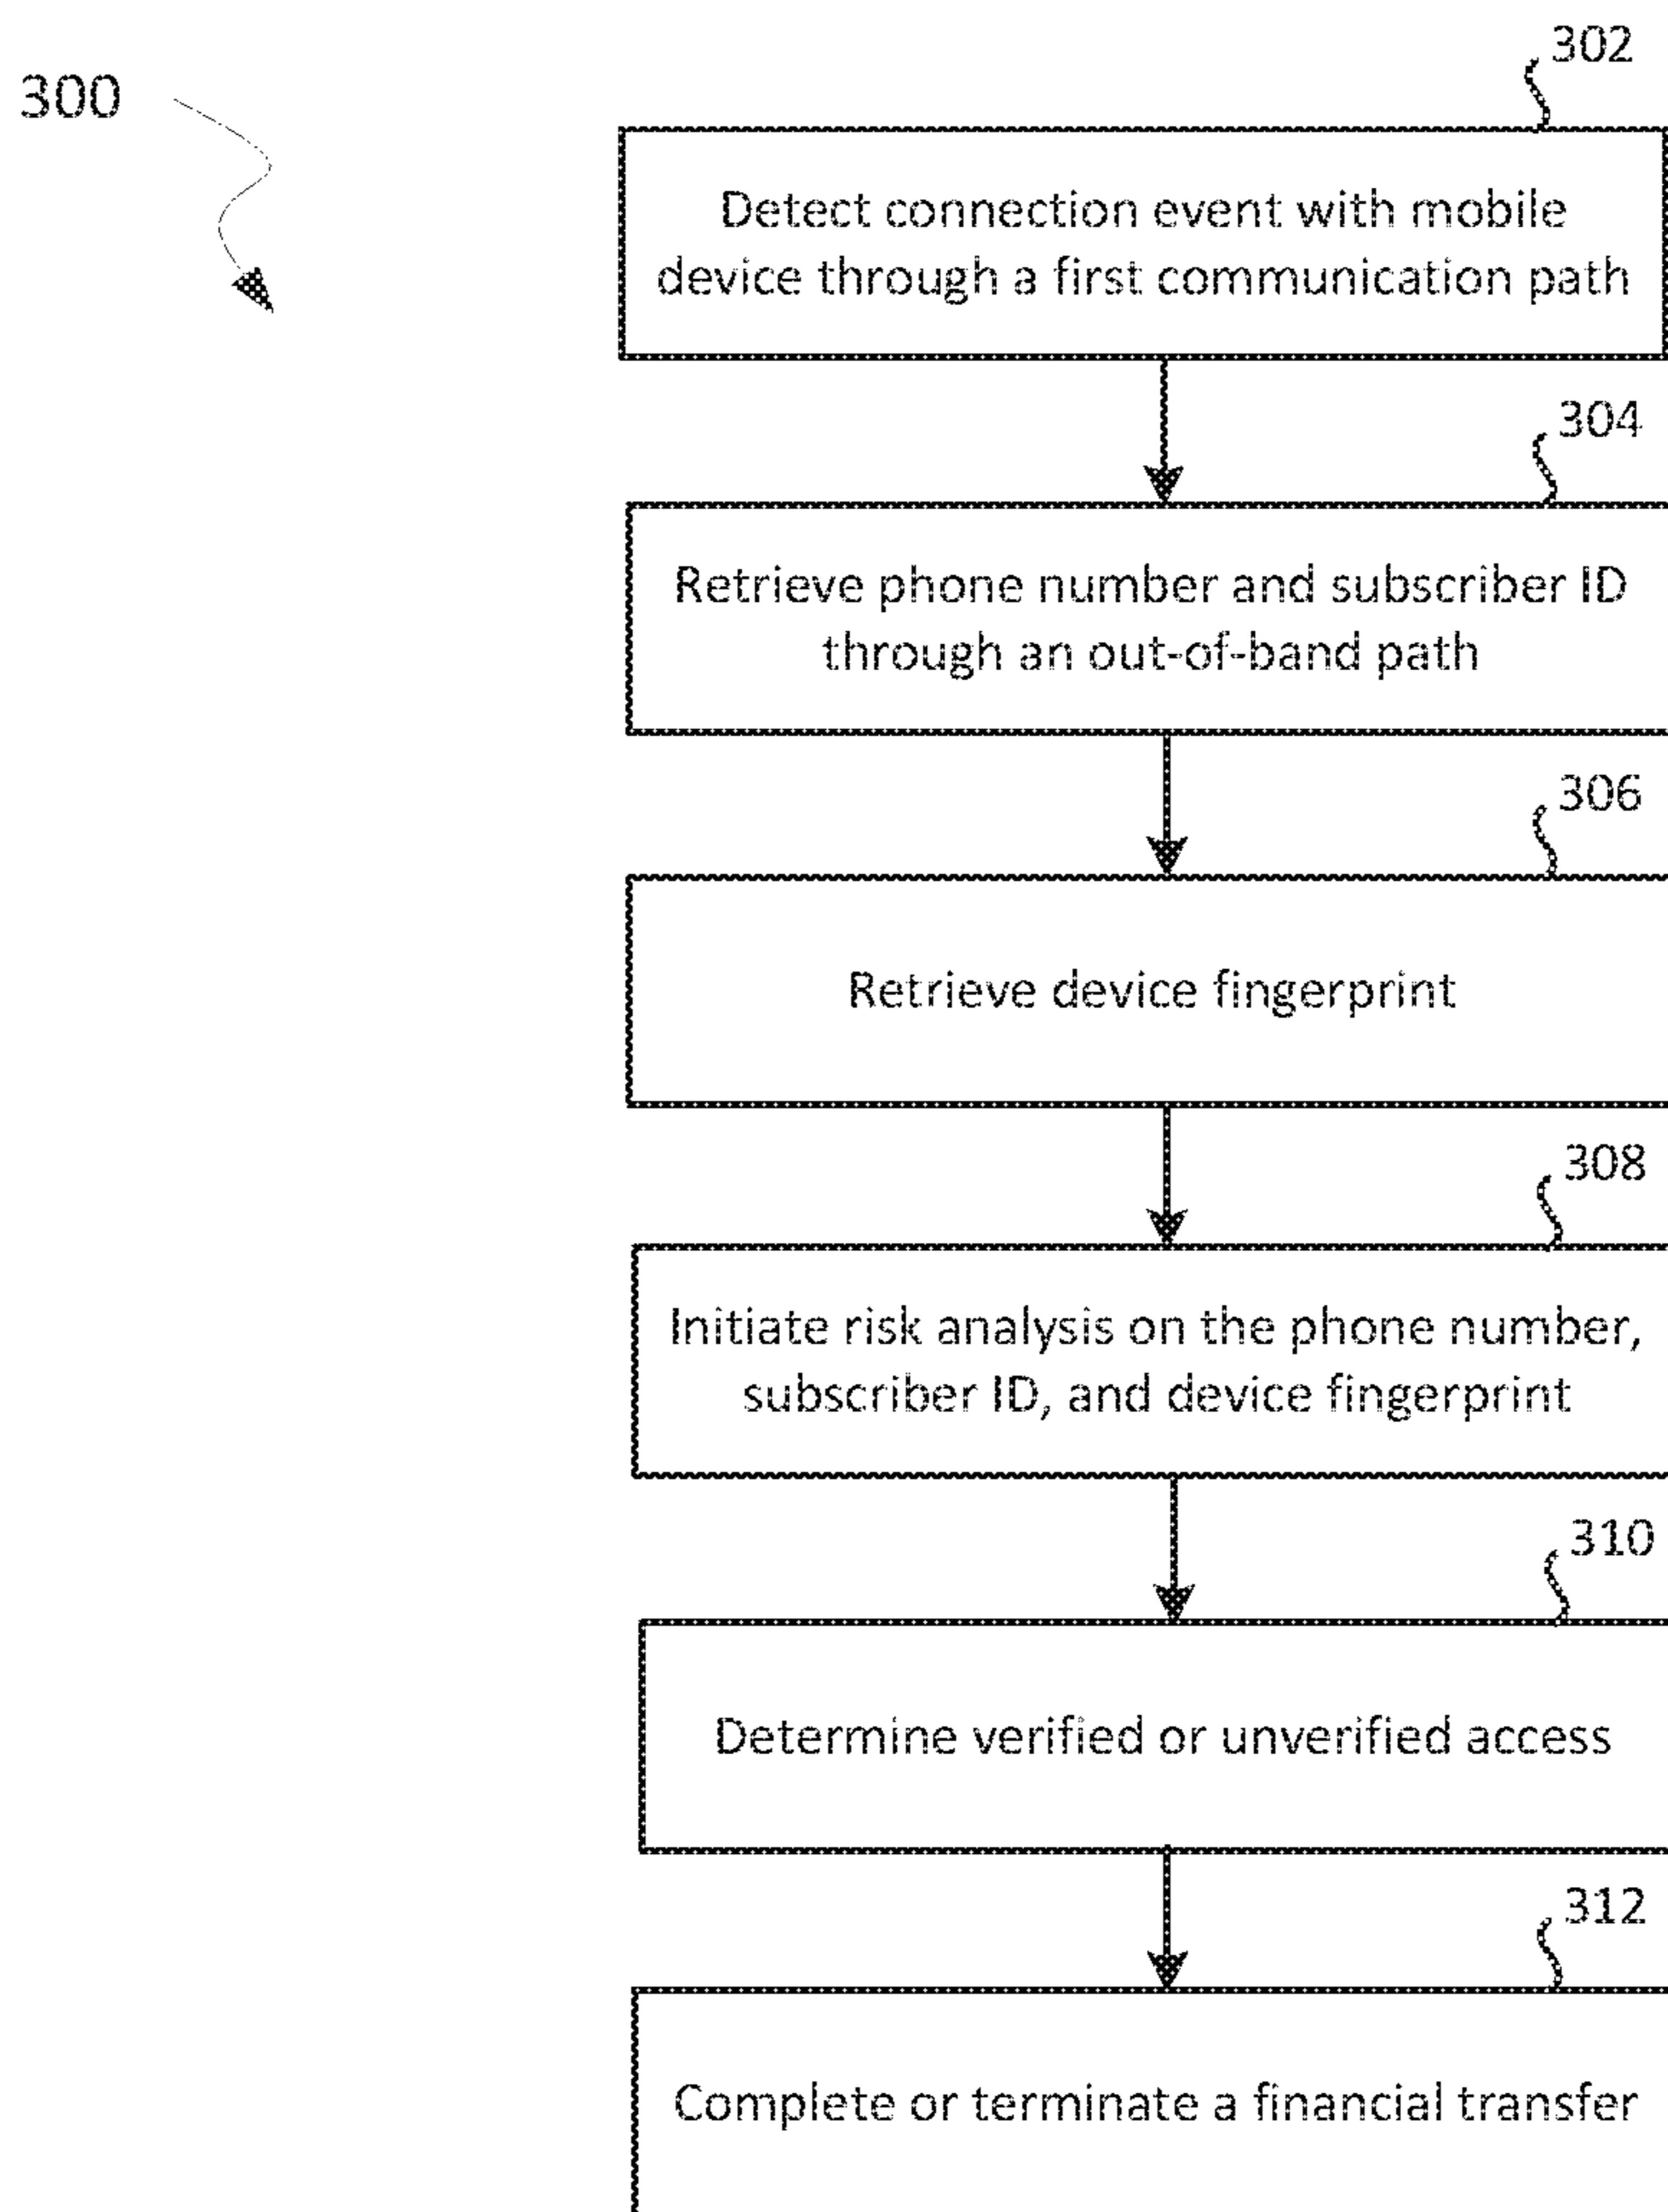 300
302
Detect connection event with mobile
device through a first communication path
304
Retrieve phone number and subscriber ID
through an out-of-band path
306
Retrieve device fingerprint
308
Initiate risk analysis on the phone number,
subscriber ID, and device fingerprint
310
Determine verified or unverified access
312
Complete or terminate a financial transfer